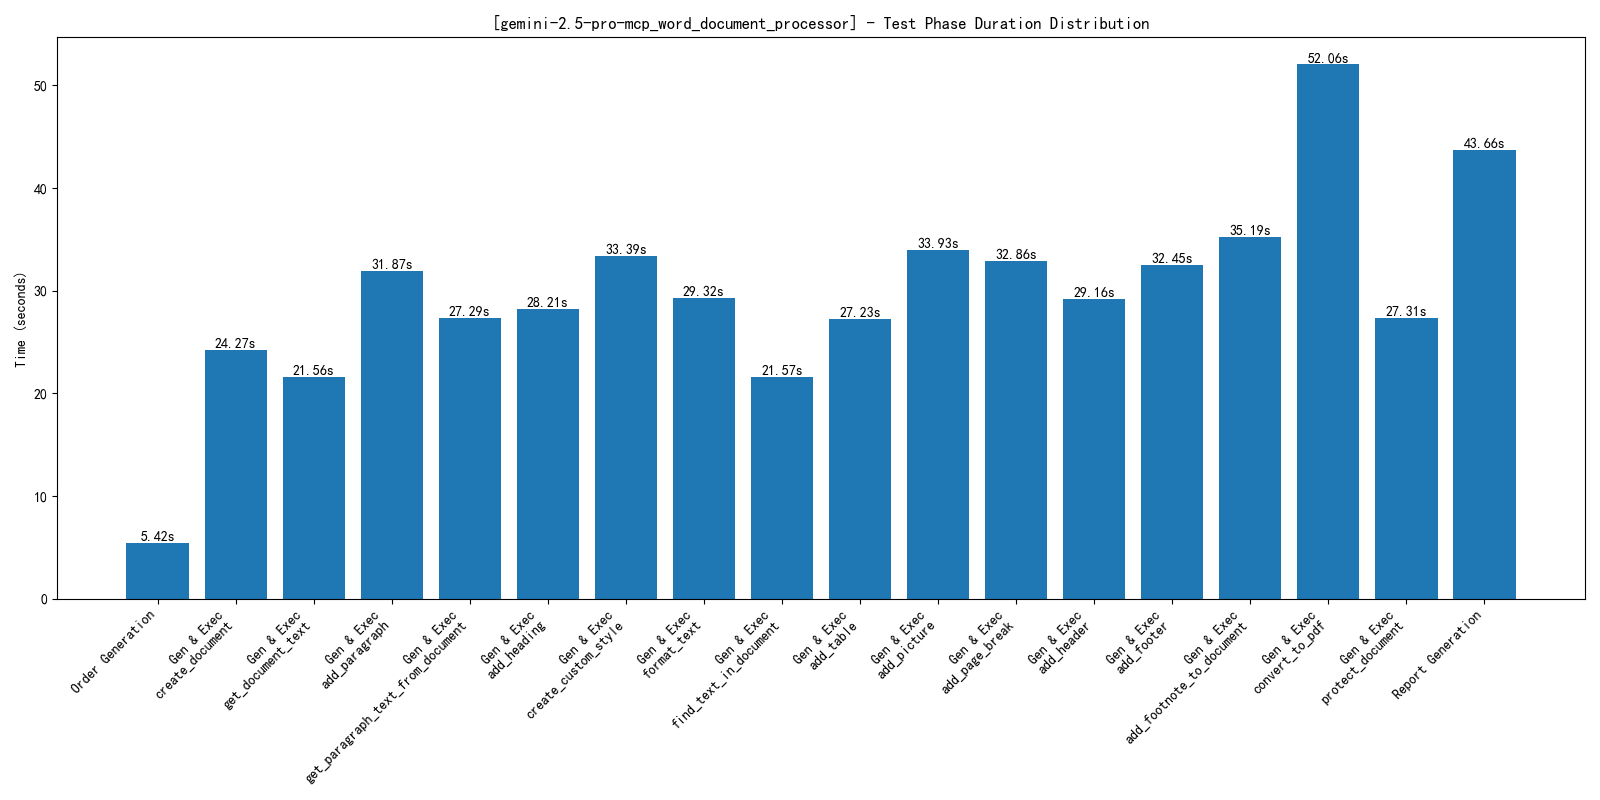 [gemini-2.5-pro-mcp_word_document_processor] - Test Phase Duration Distribution
Time (seconds)
50
40
30
20
10
0
5.42s
24.27s
21.56s
31.87s
27.29s
28.21s
33.39s
29.32s
21.57s
27.23s
33.93s
32.86s
29.16s
32.45s
35.19s
52.06s
27.31s
43.66s
Order Generation
Gen & Exec
create_document
Gen & Exec
get_document_text
Gen & Exec
add_paragraph
Gen & Exec
get_paragraph_text_from_document
Gen & Exec
add_heading
Gen & Exec
create_custom_style
Gen & Exec
format_text
Gen & Exec
find_text_in_document
Gen & Exec
add_table
Gen & Exec
add_picture
Gen & Exec
add_page_break
Gen & Exec
add_header
Gen & Exec
add_footer
Gen & Exec
add_footnote_to_document
Gen & Exec
convert_to_pdf
Gen & Exec
protect_document
Report Generation